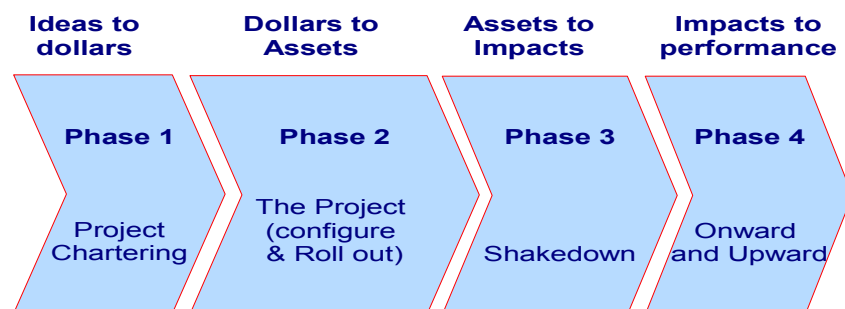 Ideas to
dollars
Dollars to
Assets
Assets to
Impacts
Impacts to
performance
Phase 1
Phase 2
Phase 3
Phase 4
Project
Chartering
The Project
(configure
& Roll out)
Shakedown
Onward
and Upward